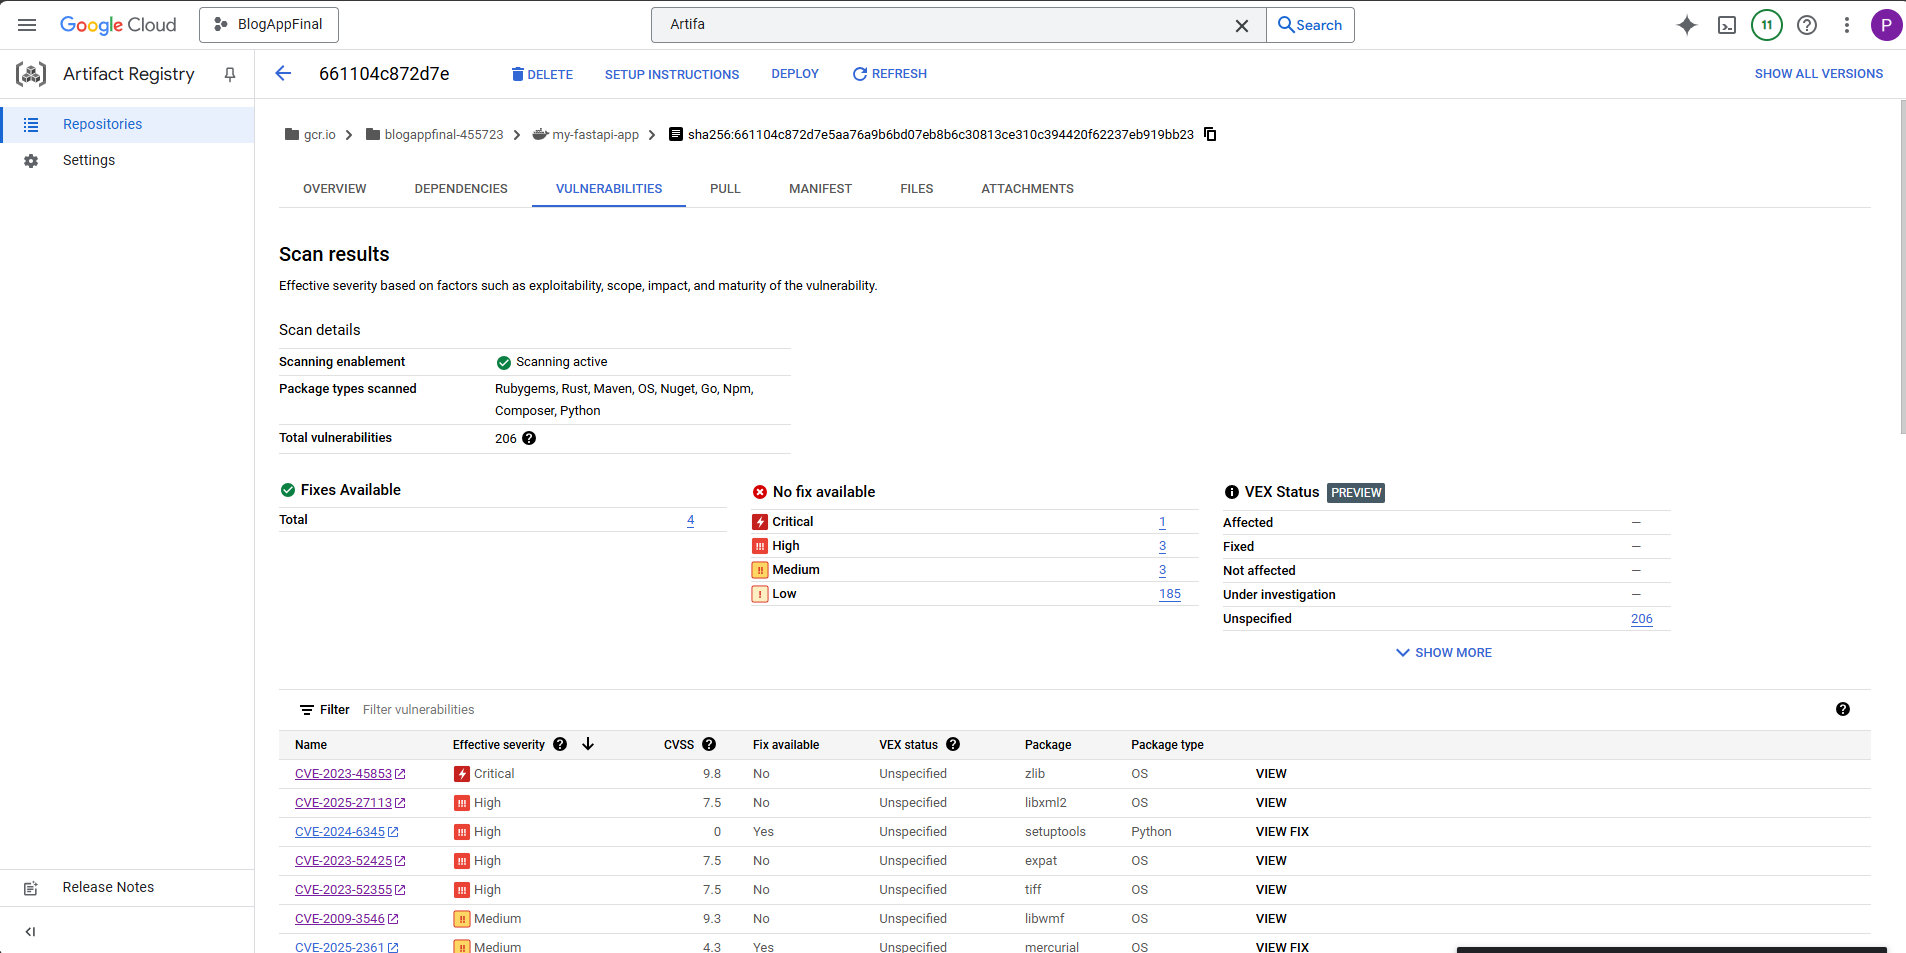 Google Cloud
BlogAppFinal
Artifa
Search
11
P
Artifact Registry
661104c872d7e
DELETE
SETUP INSTRUCTIONS
DEPLOY
REFRESH
SHOW ALL VERSIONS
Repositories
Settings
Release Notes
gcr.io
blogappfinal-455723
my-fastapi-app
sha256:661104c872d7e5aa76a9b6bd07eb8b6c30813ce310c394420f62237eb919bb23
OVERVIEW DEPENDENCIES VULNERABILITIES PULL MANIFEST FILES ATTACHMENTS
Scan results
Effective severity based on factors such as exploitability, scope, impact, and maturity of the vulnerability.
Scan details
Scanning enablement Scanning active
Package types scanned Rubygems, Rust, Maven, OS, Nuget, Go, Npm,
Composer, Python
Total vulnerabilities 206
Fixes Available
Total 4
No fix available
Critical 1
High 3
Medium 3
Low 185
VEX Status PREVIEW
Affected –
Fixed –
Not affected –
Under investigation –
Unspecified 206
SHOW MORE
Filter Filter vulnerabilities
Name Effective severity CVSS Fix available VEX status Package Package type
CVE-2023-45853 Critical 9.8 No Unspecified zlib OS VIEW
CVE-2025-27113 High 7.5 No Unspecified libxml2 OS VIEW
CVE-2024-6345 High 0 Yes Unspecified setuptools Python VIEW FIX
CVE-2023-52425 High 7.5 No Unspecified expat OS VIEW
CVE-2023-52355 High 7.5 No Unspecified tiff OS VIEW
CVE-2009-3546 Medium 9.3 No Unspecified libwmf OS VIEW
CVE-2025-2361 Medium 4.3 Yes Unspecified mercurial OS VIEW FIX